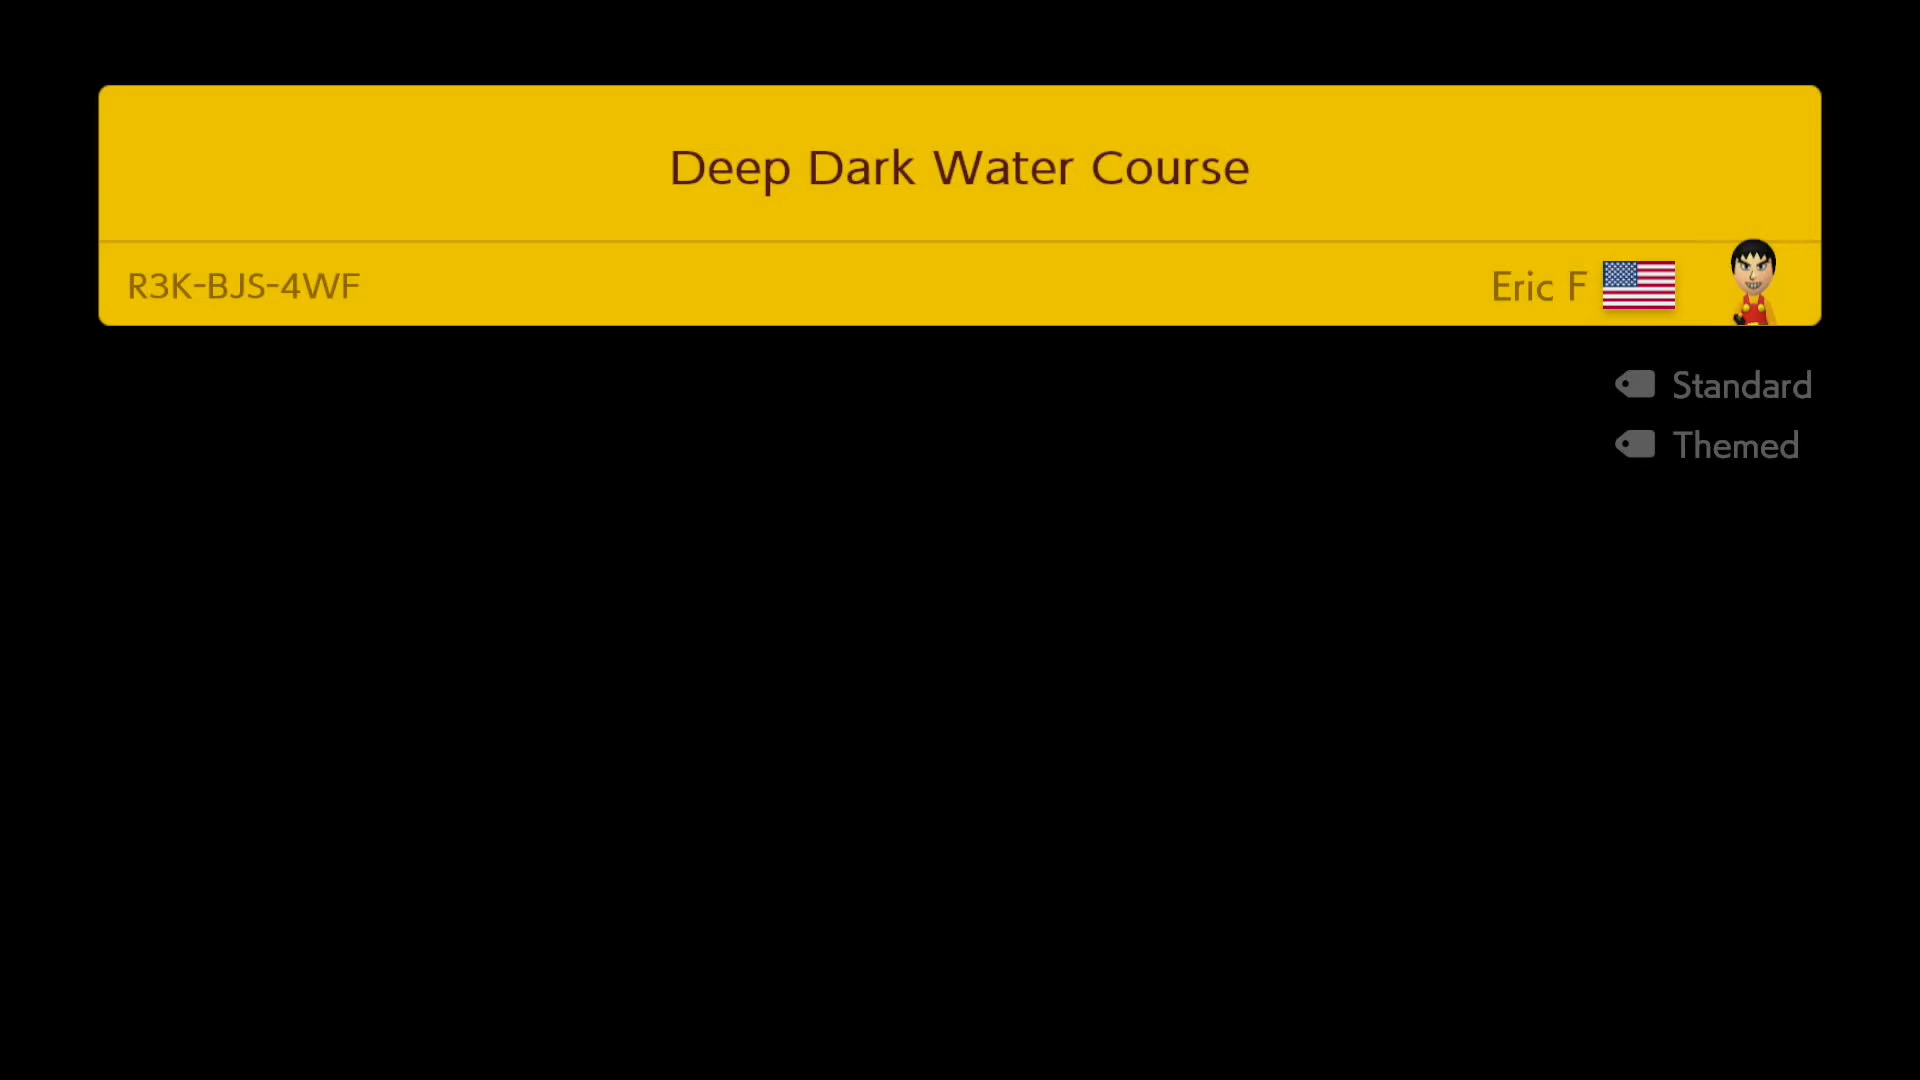 Deep Dark Water Course
R3K-BJS-4WF
Eric F
Standard
Themed